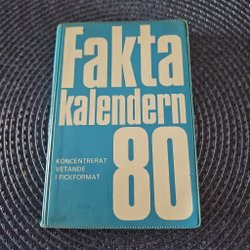 Fakta
kalendern
80
KONCENTRERAT
VETANDE
I FICKFORMAT